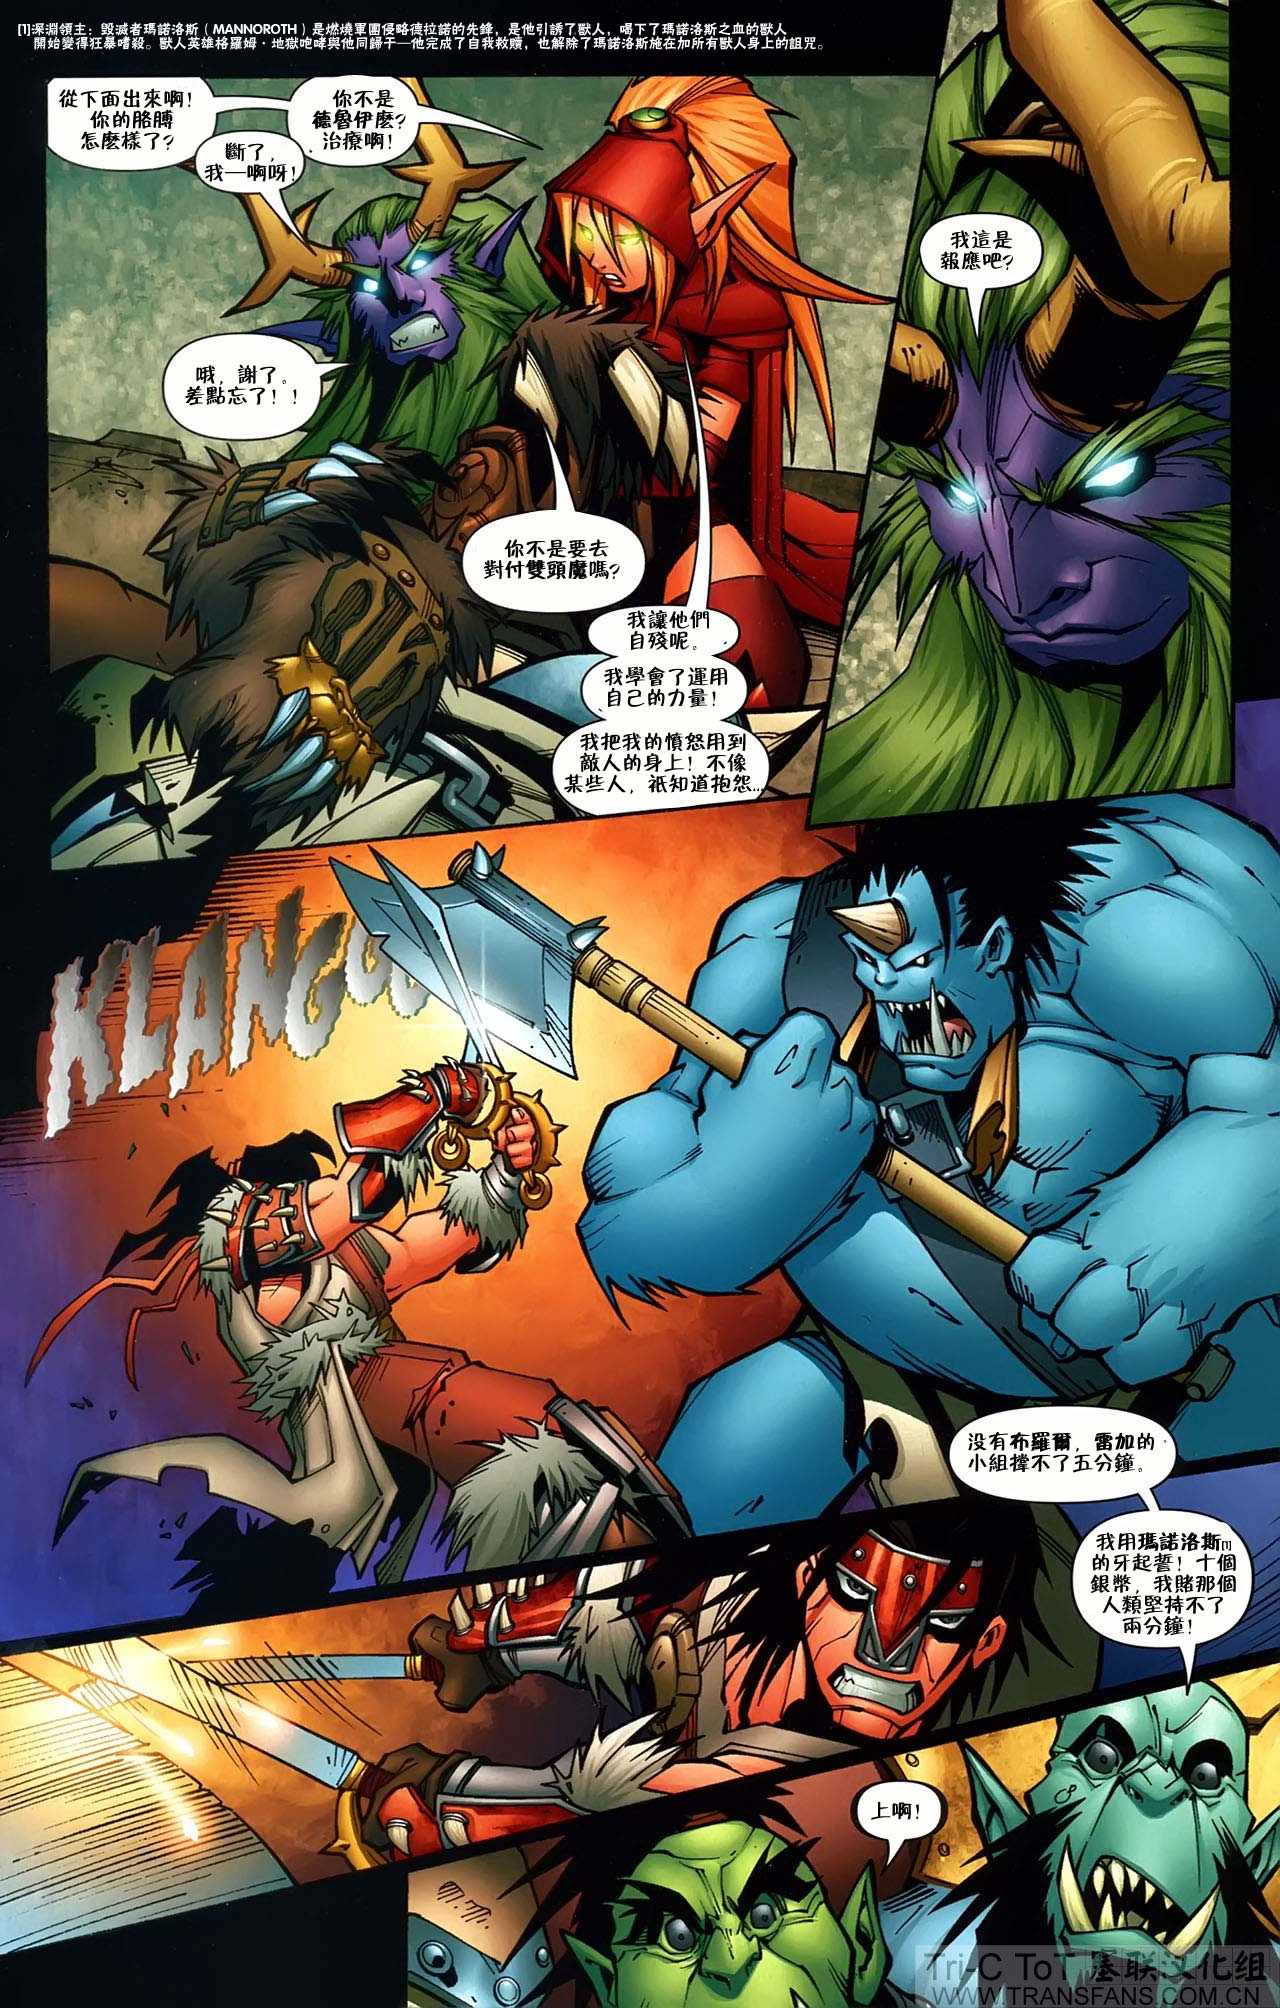 [1]深淵領主：毀滅者瑪諾洛斯（MANNOROTH）是燃燒軍團侵略德拉諾的先鋒，是他引誘了獸人，喝下了瑪諾洛斯之血的獸人
開始變得狂暴嗜殺。獸人英雄格羅姆·地獄咆哮與他同歸于—他完成了自我救贖，也解除了瑪諾洛斯施在加所有獸人身上的詛咒。
從下面出來啊！
你的胳膊
怎麽樣了？
斷了，
我—啊呀！
你不是
德魯伊麽？
治療啊！
哦，謝了。
差點忘了！！
我這是
報應吧？
你不是要去
對付雙頭魔嗎？
我讓他們
自殘呢。
我學會了運用
自己的力量！
我把我的憤怒用到
敵人的身上！不像
某些人，衹知道抱怨...
KLANG
没有布羅爾，雷加的
小組撑不了五分鐘。
我用瑪諾洛斯[1]
的牙起誓！十個
銀幣，我賭那個
人類堅持不了
兩分鐘！
上啊！
Tri-C ToT 塞联汉化组
WWW.TRANSFANS.COM.CN